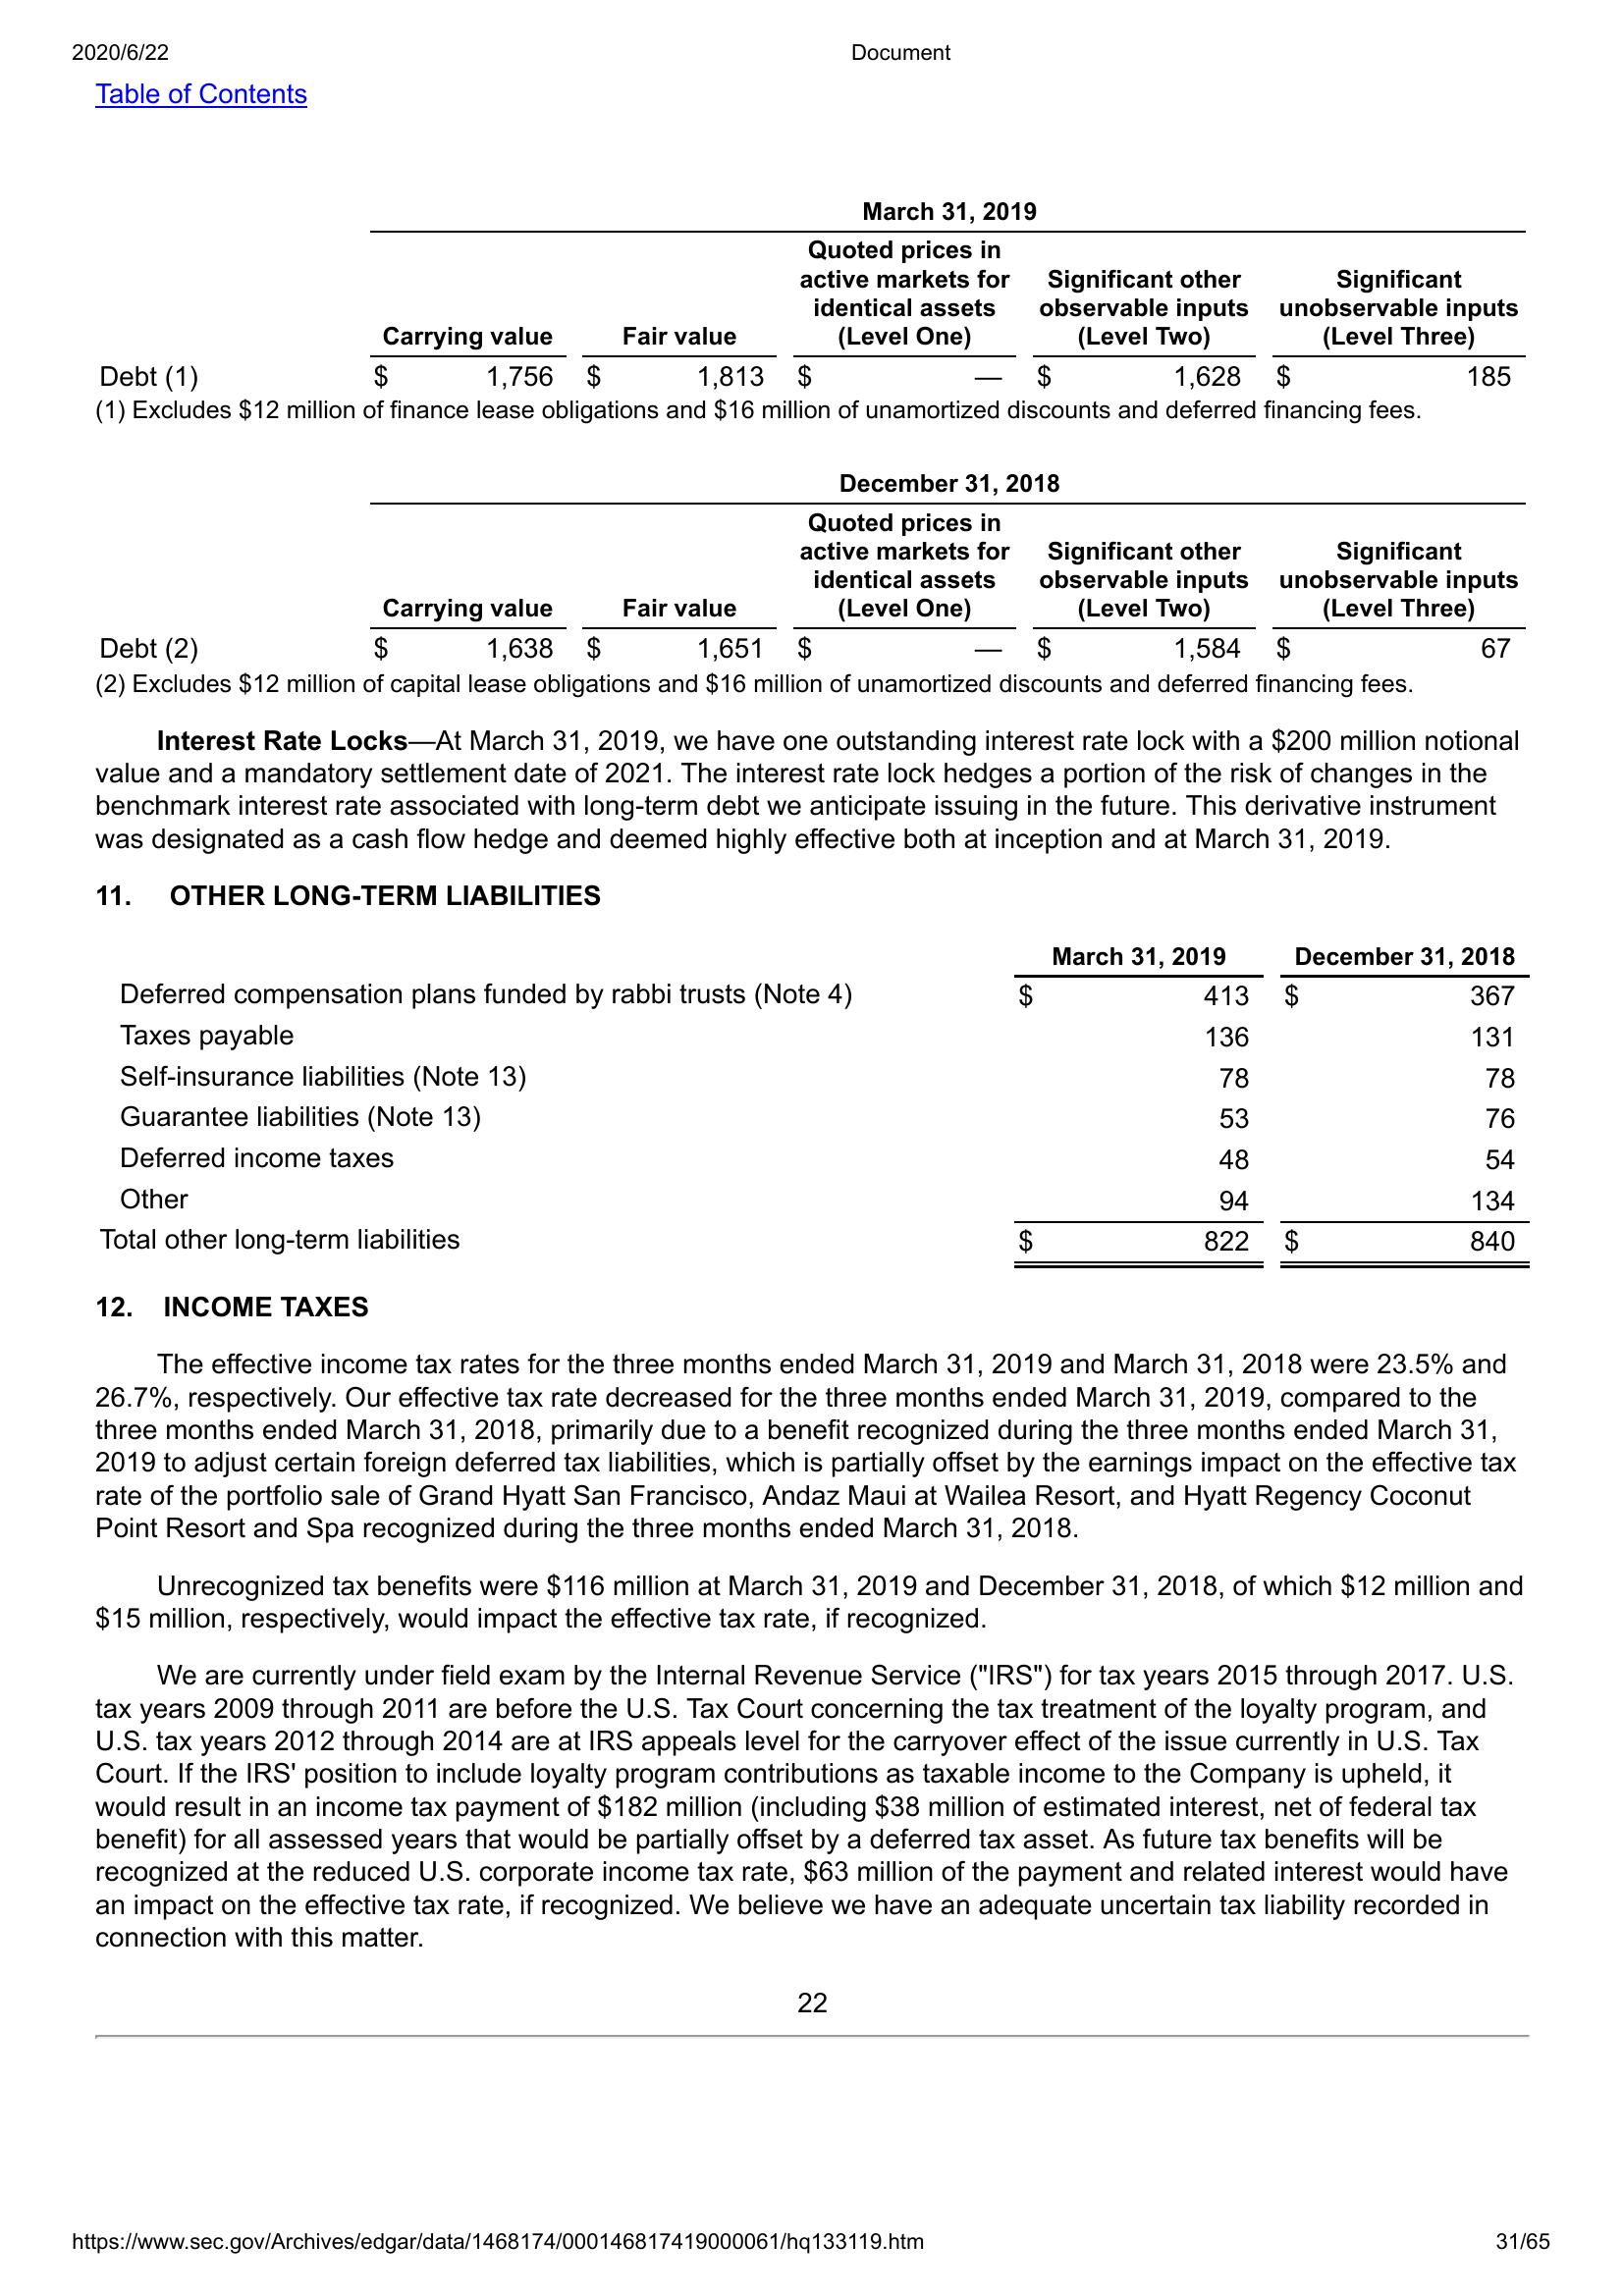 2020/6/22 Document
Table of Contents
March 31, 2019
Quoted prices in
active markets for Significant other Significant
identical assets observable inputs unobservable inputs
Carrying value Fair value (Level One) (Level Two) (Level Three)
Debt (1) $ 1,756 $ 1,813 $ — $ 1,628 $ 185
(1) Excludes $12 million of finance lease obligations and $16 million of unamortized discounts and deferred financing fees.
December 31, 2018
Quoted prices in
active markets for Significant other Significant
identical assets observable inputs unobservable inputs
Carrying value Fair value (Level One) (Level Two) (Level Three)
Debt (2) $ 1,638 $ 1,651 $ — $ 1,584 $ 67
(2) Excludes $12 million of capital lease obligations and $16 million of unamortized discounts and deferred financing fees.
Interest Rate Locks—At March 31, 2019, we have one outstanding interest rate lock with a $200 million notional
value and a mandatory settlement date of 2021. The interest rate lock hedges a portion of the risk of changes in the
benchmark interest rate associated with long-term debt we anticipate issuing in the future. This derivative instrument
was designated as a cash flow hedge and deemed highly effective both at inception and at March 31, 2019.
11. OTHER LONG-TERM LIABILITIES
March 31, 2019 December 31, 2018
Deferred compensation plans funded by rabbi trusts (Note 4) $ 413 $ 367
Taxes payable 136 131
Self-insurance liabilities (Note 13) 78 78
Guarantee liabilities (Note 13) 53 76
Deferred income taxes 48 54
Other 94 134
Total other long-term liabilities $ 822 $ 840
12. INCOME TAXES
The effective income tax rates for the three months ended March 31, 2019 and March 31, 2018 were 23.5% and
26.7%, respectively. Our effective tax rate decreased for the three months ended March 31, 2019, compared to the
three months ended March 31, 2018, primarily due to a benefit recognized during the three months ended March 31,
2019 to adjust certain foreign deferred tax liabilities, which is partially offset by the earnings impact on the effective tax
rate of the portfolio sale of Grand Hyatt San Francisco, Andaz Maui at Wailea Resort, and Hyatt Regency Coconut
Point Resort and Spa recognized during the three months ended March 31, 2018.
Unrecognized tax benefits were $116 million at March 31, 2019 and December 31, 2018, of which $12 million and
$15 million, respectively, would impact the effective tax rate, if recognized.
We are currently under field exam by the Internal Revenue Service ("IRS") for tax years 2015 through 2017. U.S.
tax years 2009 through 2011 are before the U.S. Tax Court concerning the tax treatment of the loyalty program, and
U.S. tax years 2012 through 2014 are at IRS appeals level for the carryover effect of the issue currently in U.S. Tax
Court. If the IRS' position to include loyalty program contributions as taxable income to the Company is upheld, it
would result in an income tax payment of $182 million (including $38 million of estimated interest, net of federal tax
benefit) for all assessed years that would be partially offset by a deferred tax asset. As future tax benefits will be
recognized at the reduced U.S. corporate income tax rate, $63 million of the payment and related interest would have
an impact on the effective tax rate, if recognized. We believe we have an adequate uncertain tax liability recorded in
connection with this matter.
22
https://www.sec.gov/Archives/edgar/data/1468174/000146817419000061/hq133119.htm 31/65